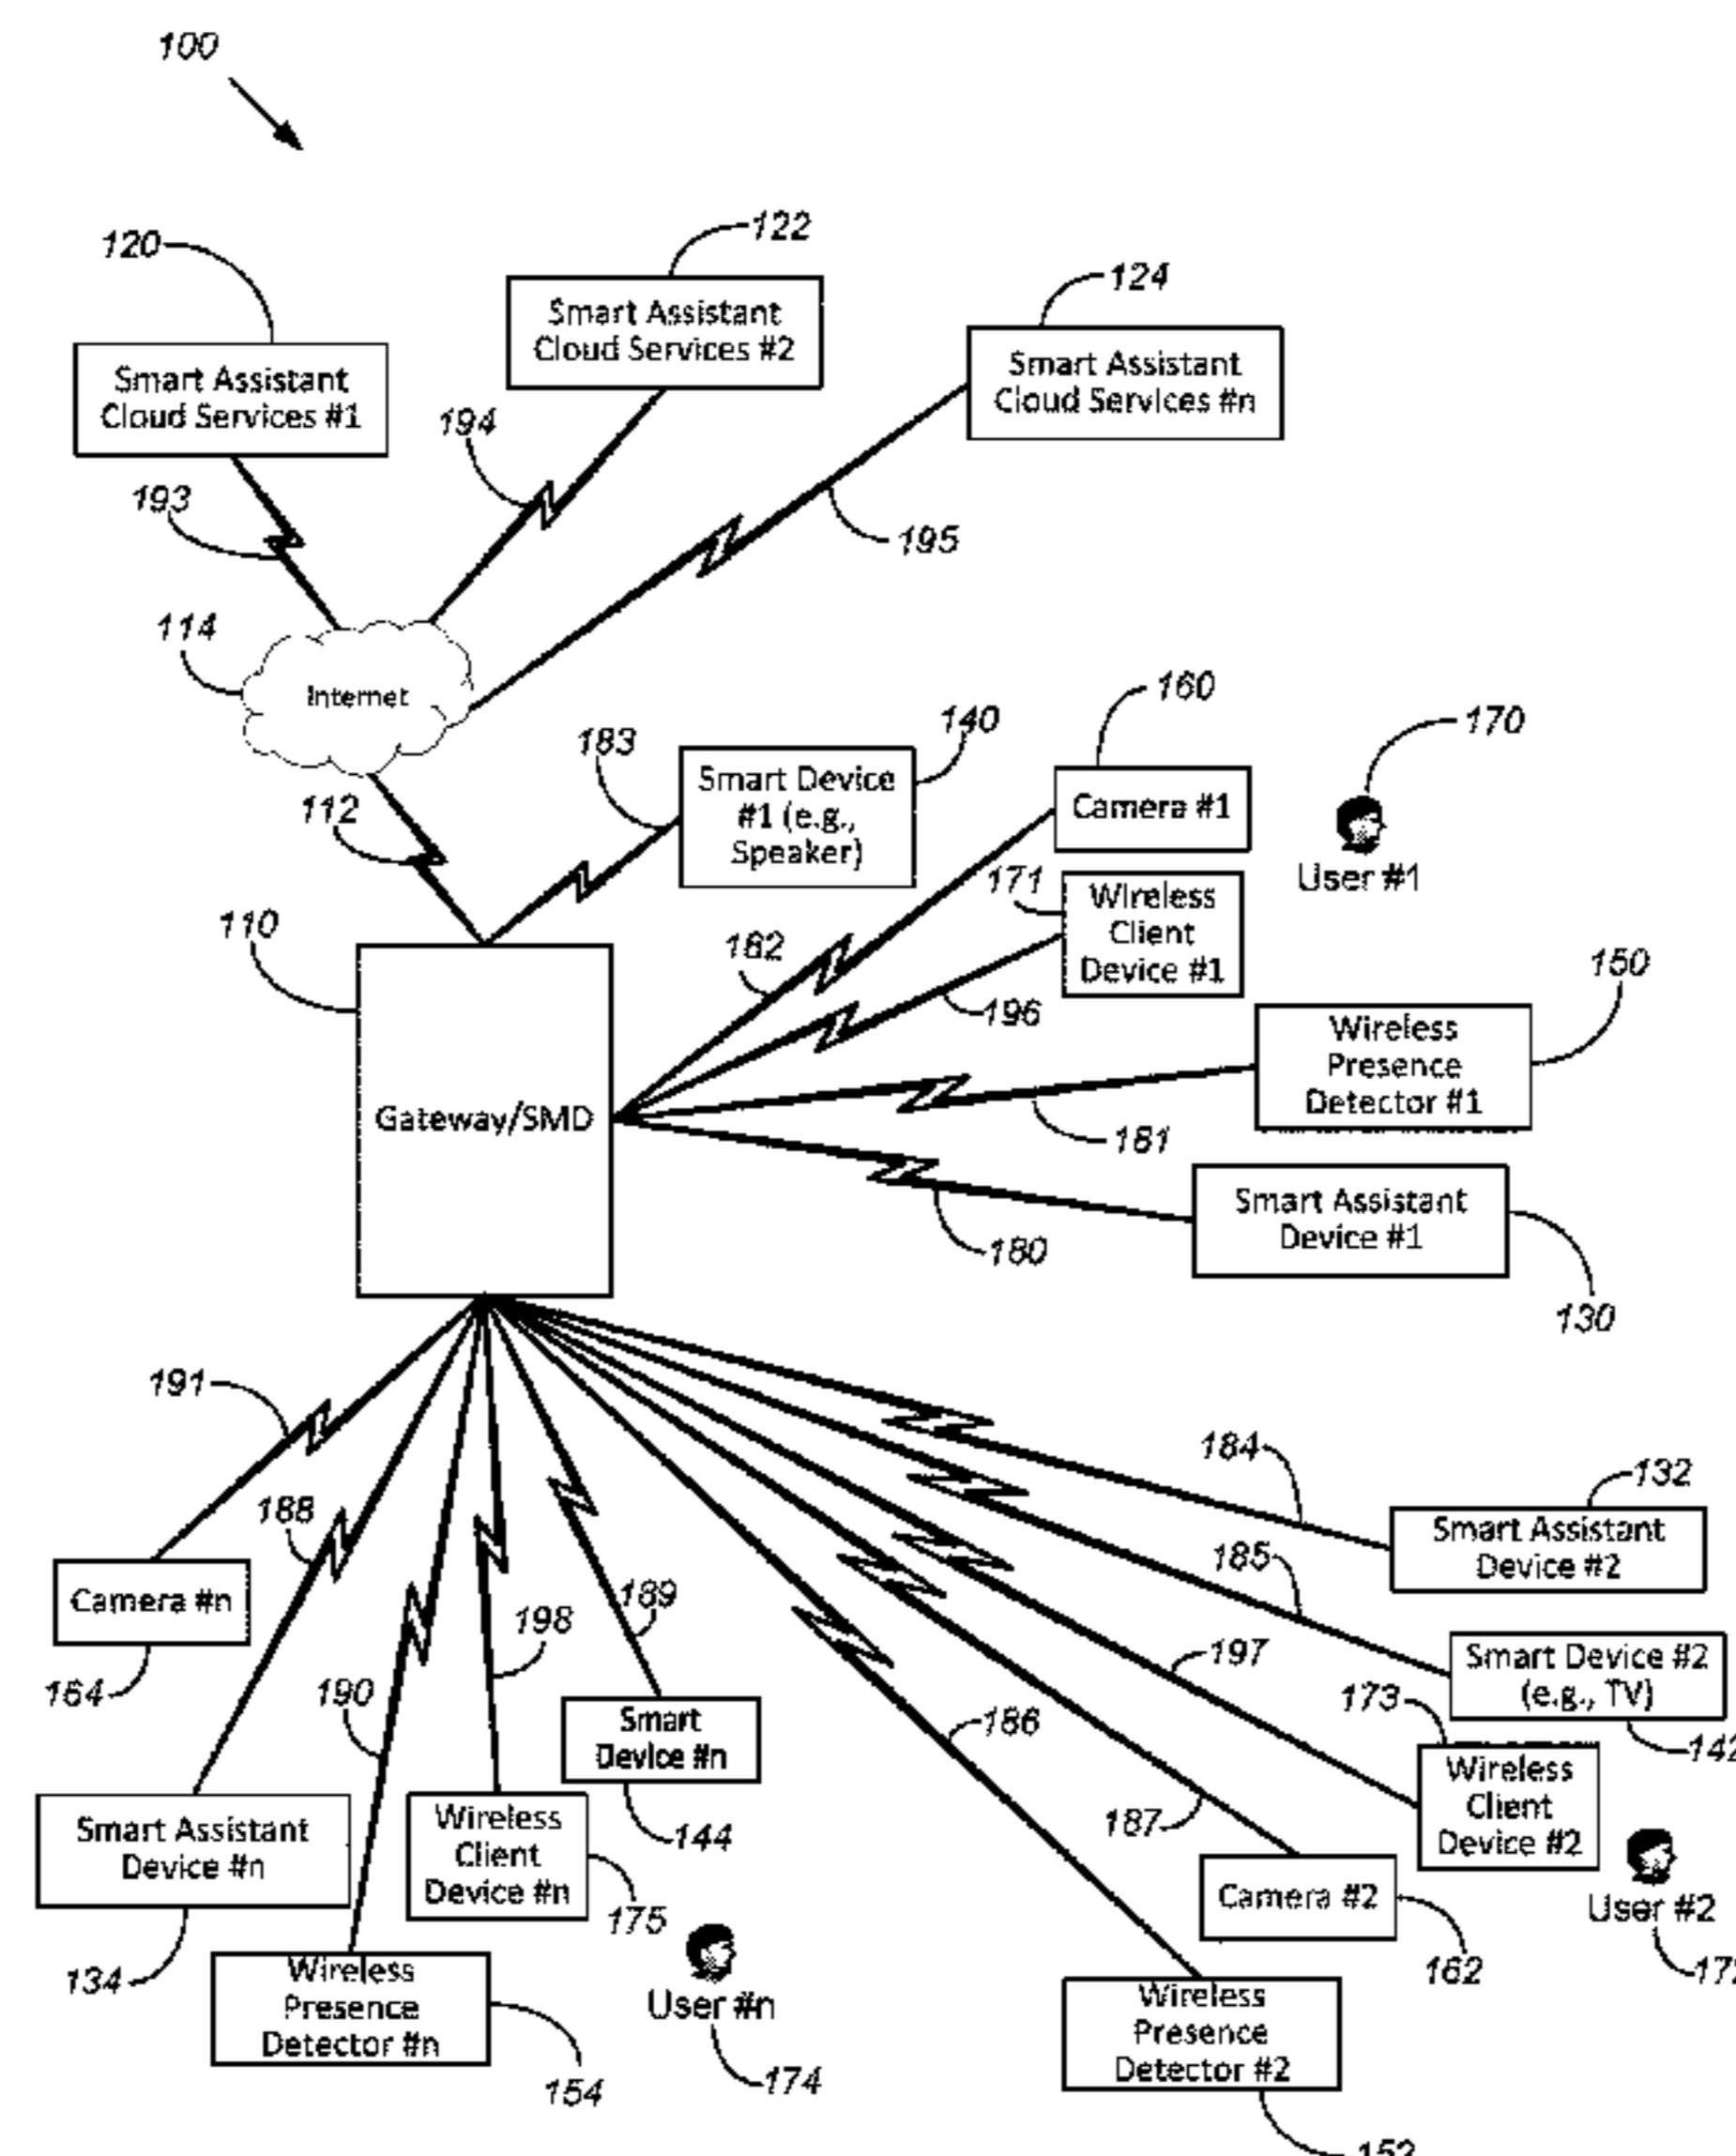 100
120
122
124
Smart Assistant
Cloud Services #1
Smart Assistant
Cloud Services #2
Smart Assistant
Cloud Services #n
193
194
195
114
Internet
112
183
140
Smart Device
#1 (e.g.,
Speaker)
160
Camera #1
170
User #1
171
Wireless
Client
Device #1
110
Gateway/SMD
182
196
150
Wireless
Presence
Detector #1
181
Smart Assistant
Device #1
180
130
191
188
Camera #n
164
190
198
189
Smart
Device #n
144
Smart Assistant
Device #n
134
Wireless
Client
Device #n
175
Wireless
Presence
Detector #n
154
User #n
174
184
132
Smart Assistant
Device #2
185
Smart Device #2
(e.g., TV)
197
173
186
Wireless
Client
Device #2
187
Camera #2
162
User #2
Wireless
Presence
Detector #2